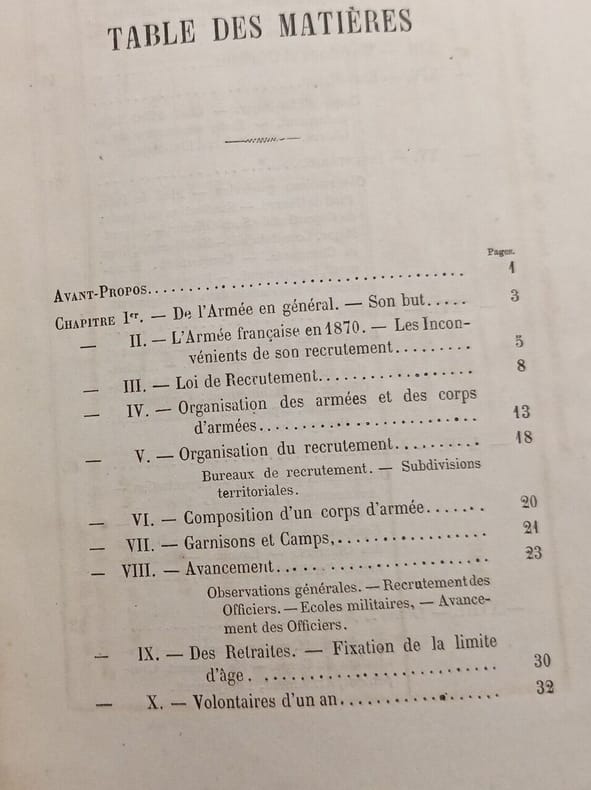 TABLE DES MATIÈRES
Pages.
AVANT-PROPOS........................................ 1
CHAPITRE Ier. — De l'Armée en général. — Son but..... 3
— II. — L'Armée française en 1870. — Les Incon-
vénients de son recrutement......... 5
— III. — Loi de Recrutement.................. 8
— IV. — Organisation des armées et des corps
d'armées......................... 13
— V. — Organisation du recrutement.......... 18
Bureaux de recrutement. — Subdivisions
territoriales.
— VI. — Composition d'un corps d'armée....... 20
— VII. — Garnisons et Camps,................. 21
— VIII. — Avancement......................... 23
Observations générales. — Recrutement des
Officiers. — Ecoles militaires, — Avance-
ment des Officiers.
— IX. — Des Retraites. — Fixation de la limite
d'âge . .......................... 30
— X. — Volontaires d'un an.................. 32